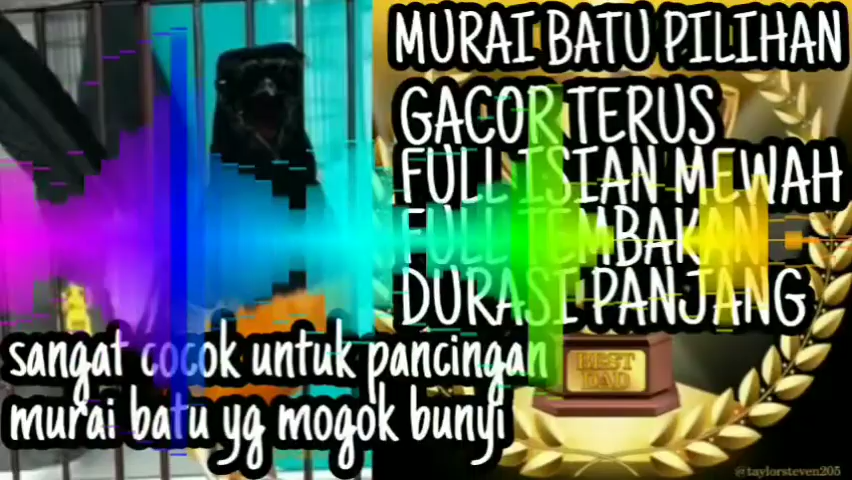 MURAI BATU PILIHAN
GACOR TERUS
FULL ISIAN MEWAH
FULL TEMBAKAN
DURASI PANJANG
sangat cocok untuk pancingan
murai batu yg mogok bunyi
BEST
DAD
@taylorsteven205